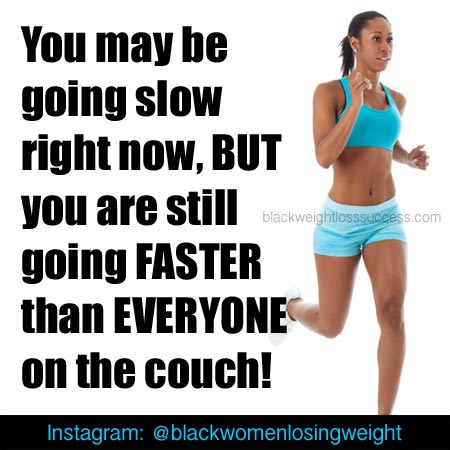 You may be
going slow
right now, BUT
you are still
going FASTER
than EVERYONE
on the couch!
blackweightlosssuccess.com
Instagram: @blackwomenlosingweight